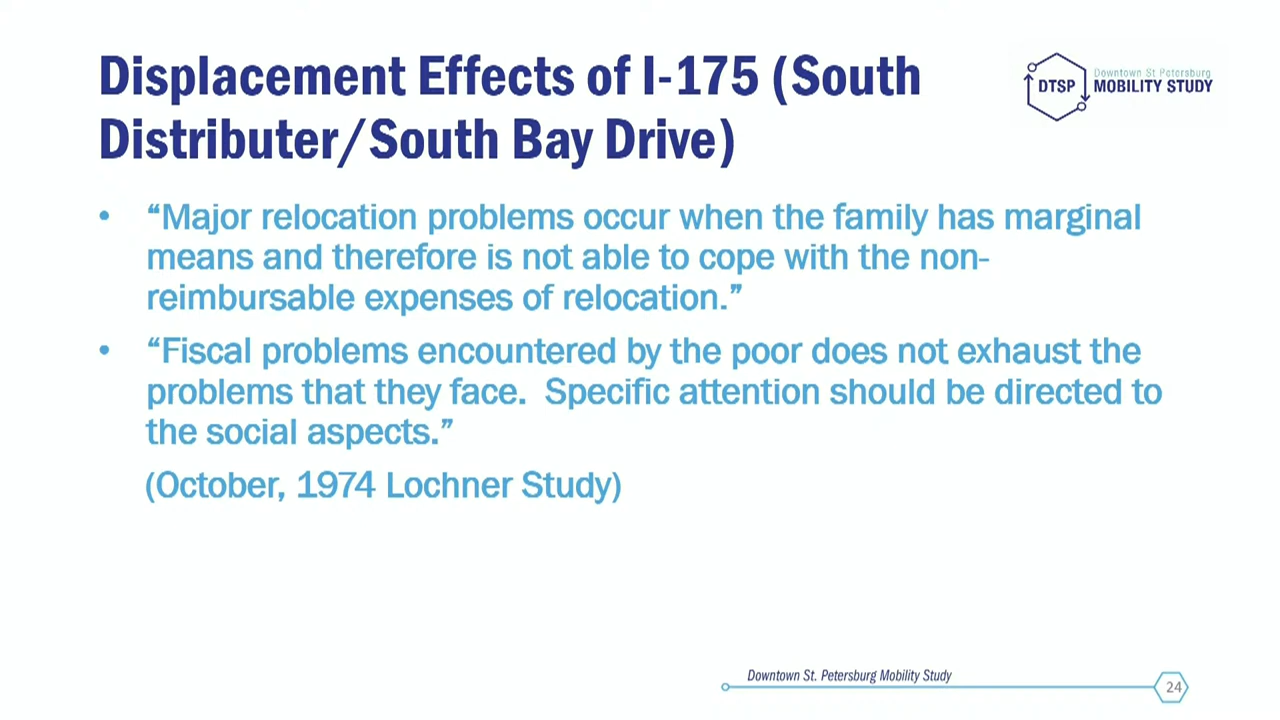 Displacement Effects of I-175 (South
Distributer/South Bay Drive)
DTSP
Downtown St Petersburg
MOBILITY STUDY
• “Major relocation problems occur when the family has marginal
means and therefore is not able to cope with the non-
reimbursable expenses of relocation.”
• “Fiscal problems encountered by the poor does not exhaust the
problems that they face.  Specific attention should be directed to
the social aspects.”
(October, 1974 Lochner Study)
Downtown St. Petersburg Mobility Study
24